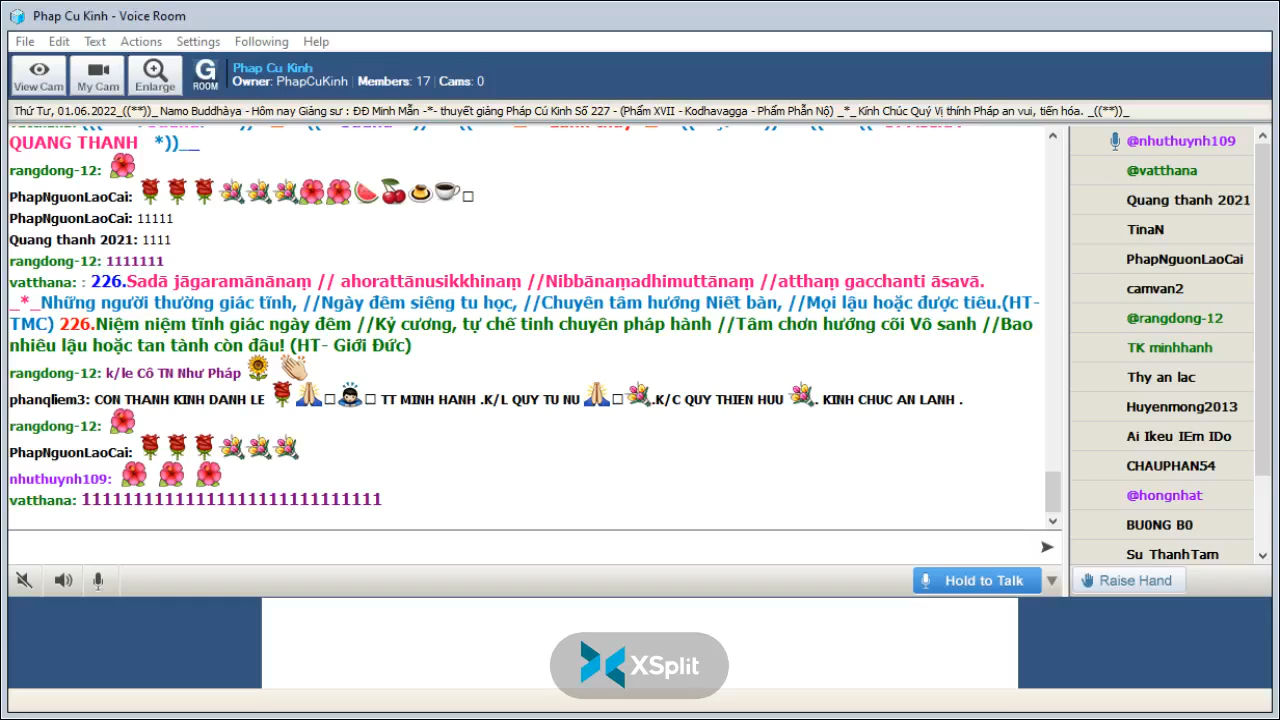 Phap Cu Kinh - Voice Room
File Edit Text Actions Settings Following Help
View Cam My Cam Enlarge G ROOM
Phap Cu Kinh
Owner: PhapCuKinh Members: 17 Cams: 0
Thứ Tư, 01.06.2022_((**))_ Namo Buddhàya - Hôm nay Giảng sư : ĐĐ Minh Mẫn -*- thuyết giảng Pháp Cú Kinh Số 227 - (Phẩm XVII - Kodhavagga - Phẩm Phẫn Nộ) _*_ Kính Chúc Quý Vị thính Pháp an vui, tiến hóa. _((**))_
QUANG THANH *))__
rangdong-12:
PhapNguonLaoCai:
PhapNguonLaoCai: 11111
Quang thanh 2021: 1111
rangdong-12: 1111111
vatthana: : 226.Sadā jāgaramānānaṃ // ahorattānusikkhinaṃ //Nibbānaṃadhimuttānaṃ //atthaṃ gacchanti āsavā.
_*_Những người thường giác tĩnh, //Ngày đêm siêng tu học, //Chuyên tâm hướng Niết bàn, //Mọi lậu hoặc được tiêu.(HT-
TMC) 226.Niệm niệm tĩnh giác ngày đêm //Kỷ cương, tự chế tinh chuyên pháp hành //Tâm chơn hướng cõi Vô sanh //Bao
nhiêu lậu hoặc tan tành còn đâu! (HT- Giới Đức)
rangdong-12: k/le Cô TN Như Pháp
phanqliem3: CON THANH KINH DANH LE TT MINH HANH .K/L QUY TU NU .K/C QUY THIEN HUU . KINH CHUC AN LANH .
rangdong-12:
PhapNguonLaoCai:
nhuthuynh109:
vatthana: 11111111111111111111111111111
Hold to Talk
@nhuthuynh109
@vatthana
Quang thanh 2021
TinaN
PhapNguonLaoCai
camvan2
@rangdong-12
TK minhhanh
Thy an lac
Huyenmong2013
Ai lkeu lEm lDo
CHAUPHAN54
@hongnhat
BU0NG B0
Su ThanhTam
Raise Hand
XSplit